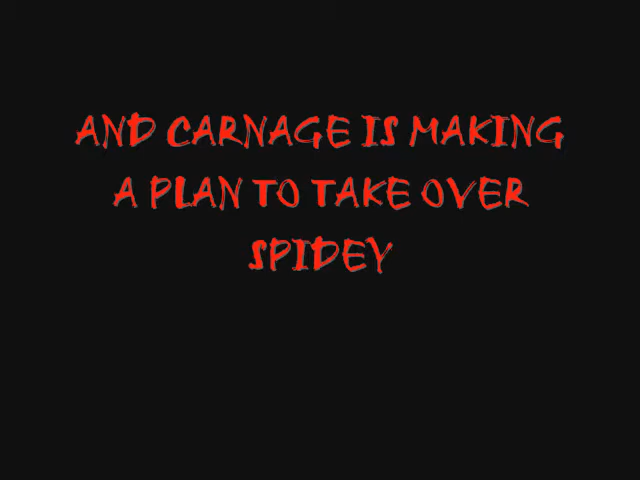 AND CARNAGE IS MAKING
A PLAN TO TAKE OVER
SPIDEY